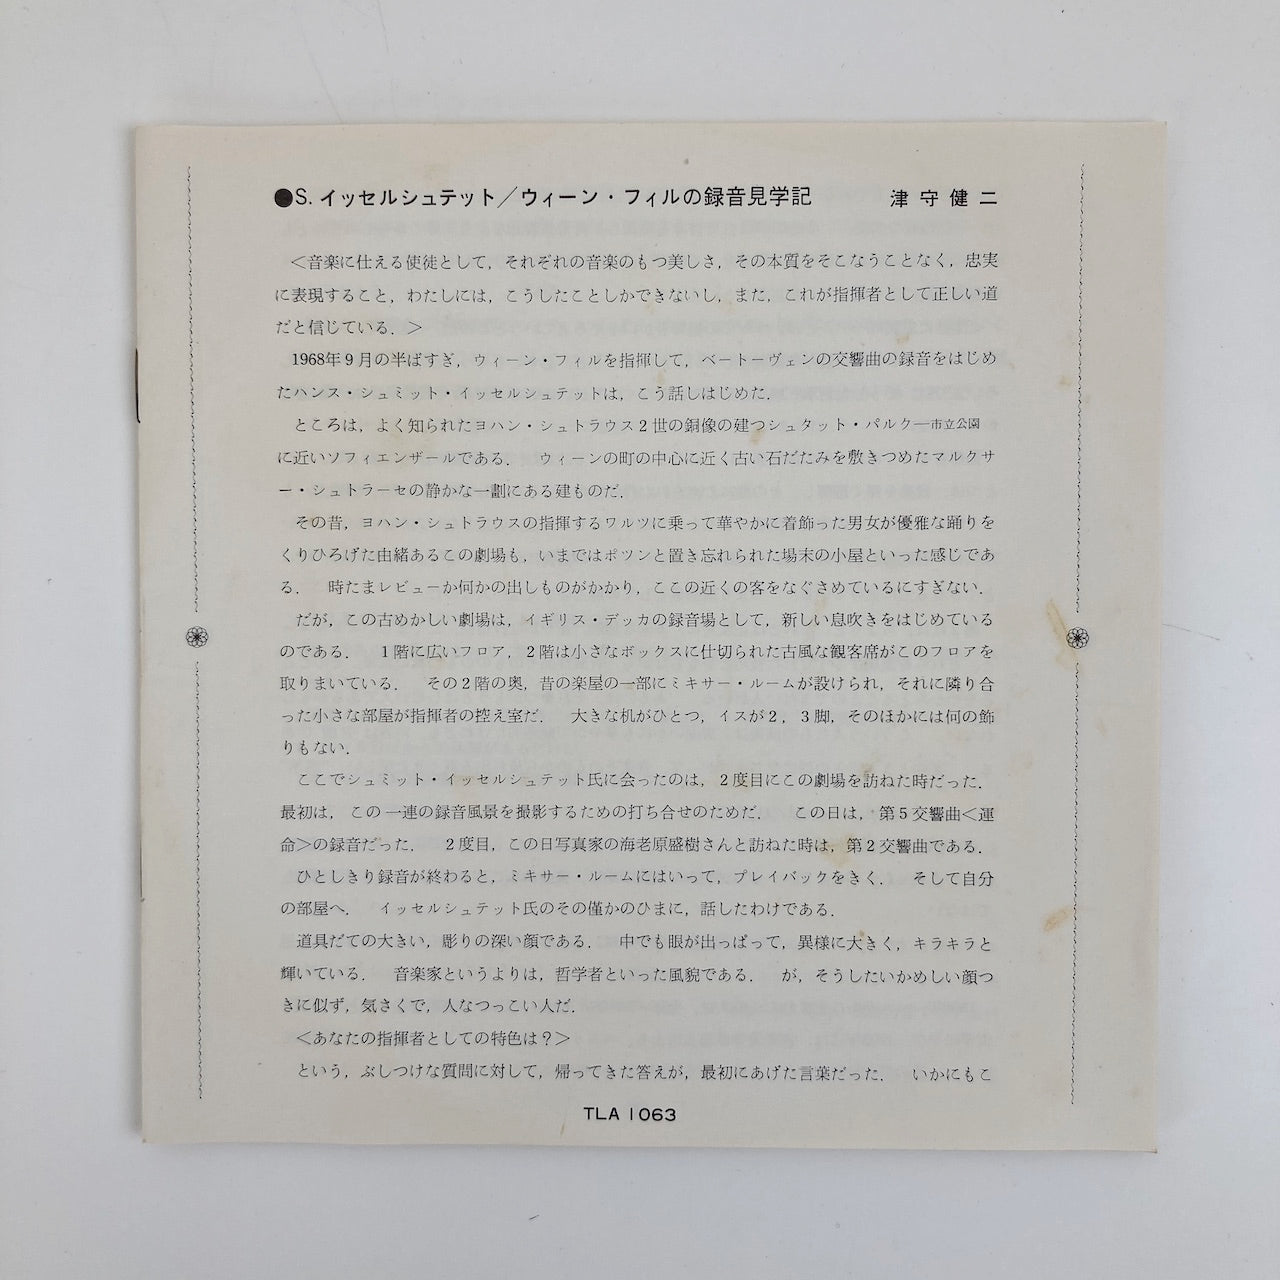 ●S. イッセルシュテット／ウィーン・フィルの録音見学記　津守健二
＜音楽に仕える使徒として，それぞれの音楽のもつ美しさ，その本質をそこなうことなく，忠実
に表現すること，わたしには，こうしたことしかできないし，また，これが指揮者として正しい道
だと信じている．＞
1968年９月の半ばすぎ，ウィーン・フィルを指揮して，ベートーヴェンの交響曲の録音をはじめ
たハンス・シュミット・イッセルシュテットは，こう話しはじめた．
ところは，よく知られたヨハン・シュトラウス２世の銅像の建つシュタット・パルク―市立公園
に近いソフィエンザールである．　ウィーンの町の中心に近く古い石だたみを敷きつめたマルクサ
ー・シュトラーセの静かな一劃にある建ものだ．
その昔，ヨハン・シュトラウスの指揮するワルツに乗って華やかに着飾った男女が優雅な踊りを
くりひろげた由緒あるこの劇場も，いまではポツンと置き忘れられた場末の小屋といった感じであ
る．　時たまレビューか何かの出しものがかかり，ここの近くの客をなぐさめているにすぎない．
だが，この古めかしい劇場は，イギリス・デッカの録音場として，新しい息吹きをはじめている
のである．　１階に広いフロア，２階は小さなボックスに仕切られた古風な観客席がこのフロアを
取りまいている．　その２階の奥，昔の楽屋の一部にミキサー・ルームが設けられ，それに隣り合
った小さな部屋が指揮者の控え室だ．　大きな机がひとつ，イスが２，３脚，そのほかには何の飾
りもない．
ここでシュミット・イッセルシュテット氏に会ったのは，２度目にこの劇場を訪ねた時だった．
最初は，この一連の録音風景を撮影するための打ち合せのためだ．　この日は，第５交響曲＜運
命＞の録音だった．　２度目，この日写真家の海老原盛樹さんと訪ねた時は，第２交響曲である．
ひとしきり録音が終わると，ミキサー・ルームにはいって，プレイバックをきく．　そして自分
の部屋へ．　イッセルシュテット氏のその僅かのひまに，話したわけである．
道具だての大きい，彫りの深い顔である．　中でも眼が出っぱって，異様に大きく，キラキラと
輝いている．　音楽家というよりは，哲学者といった風貌である．　が，そうしたいかめしい顔つ
きに似ず，気さくで，人なつっこい人だ．
＜あなたの指揮者としての特色は？＞
という，ぶしつけな質問に対して，帰ってきた答えが，最初にあげた言葉だった．　いかにもこ
TLA 1063